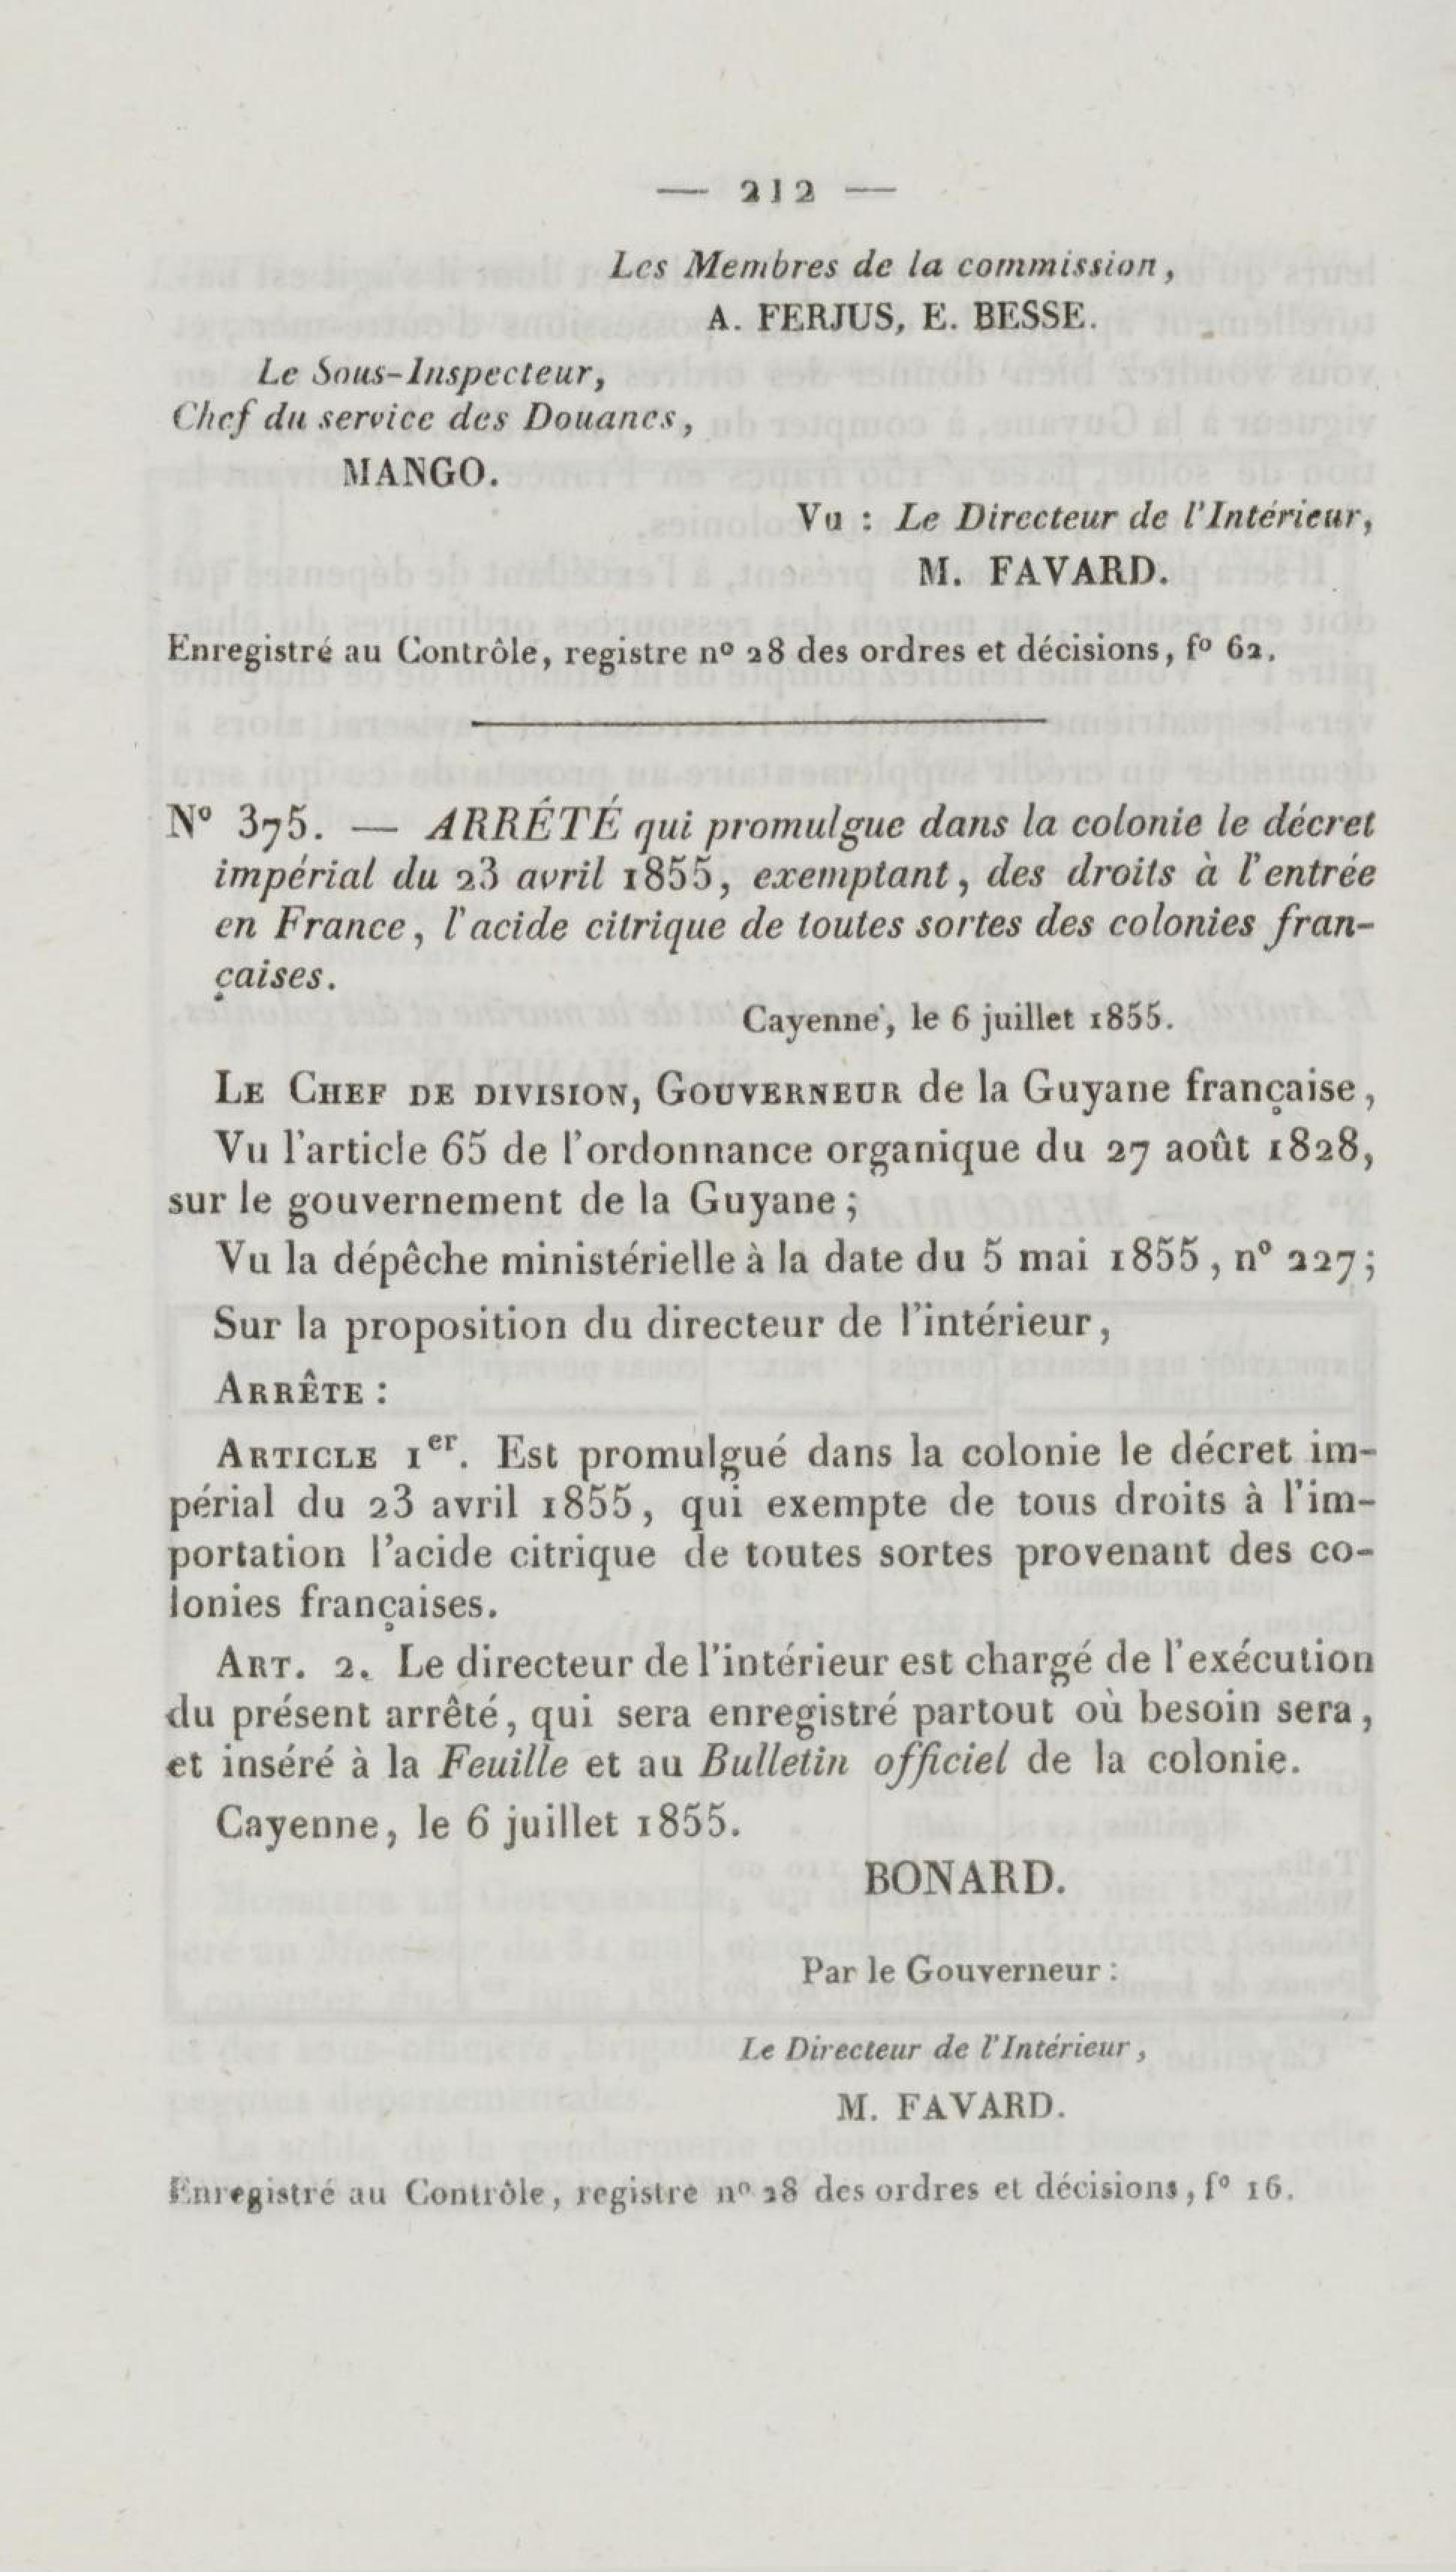 — 212 —
Les Membres de la commission,
A. FERJUS, E. BESSE.
Le Sous-Inspecteur,
Chef du service des Douanes,
MANGO.
Vu : Le Directeur de l'Intérieur,
M. FAVARD.
Enregistré au Contrôle, registre nº 28 des ordres et décisions, fº 62.
Nº 375. — ARRÊTÉ qui promulgue dans la colonie le décret
impérial du 23 avril 1855, exemptant, des droits à l'entrée
en France, l'acide citrique de toutes sortes des colonies fran-
çaises.
Cayenne, le 6 juillet 1855.
LE CHEF DE DIVISION, GOUVERNEUR de la Guyane française,
Vu l'article 65 de l'ordonnance organique du 27 août 1828,
sur le gouvernement de la Guyane ;
Vu la dépêche ministérielle à la date du 5 mai 1855, nº 227;
Sur la proposition du directeur de l'intérieur,
ARRÊTE :
ARTICLE 1er. Est promulgué dans la colonie le décret im-
périal du 23 avril 1855, qui exempte de tous droits à l'im-
portation l'acide citrique de toutes sortes provenant des co-
lonies françaises.
ART. 2. Le directeur de l'intérieur est chargé de l'exécution
du présent arrêté, qui sera enregistré partout où besoin sera,
et inséré à la Feuille et au Bulletin officiel de la colonie.
Cayenne, le 6 juillet 1855.
BONARD.
Par le Gouverneur :
Le Directeur de l'Intérieur,
M. FAVARD.
Enregistré au Contrôle, registre nº 28 des ordres et décisions, fº 16.